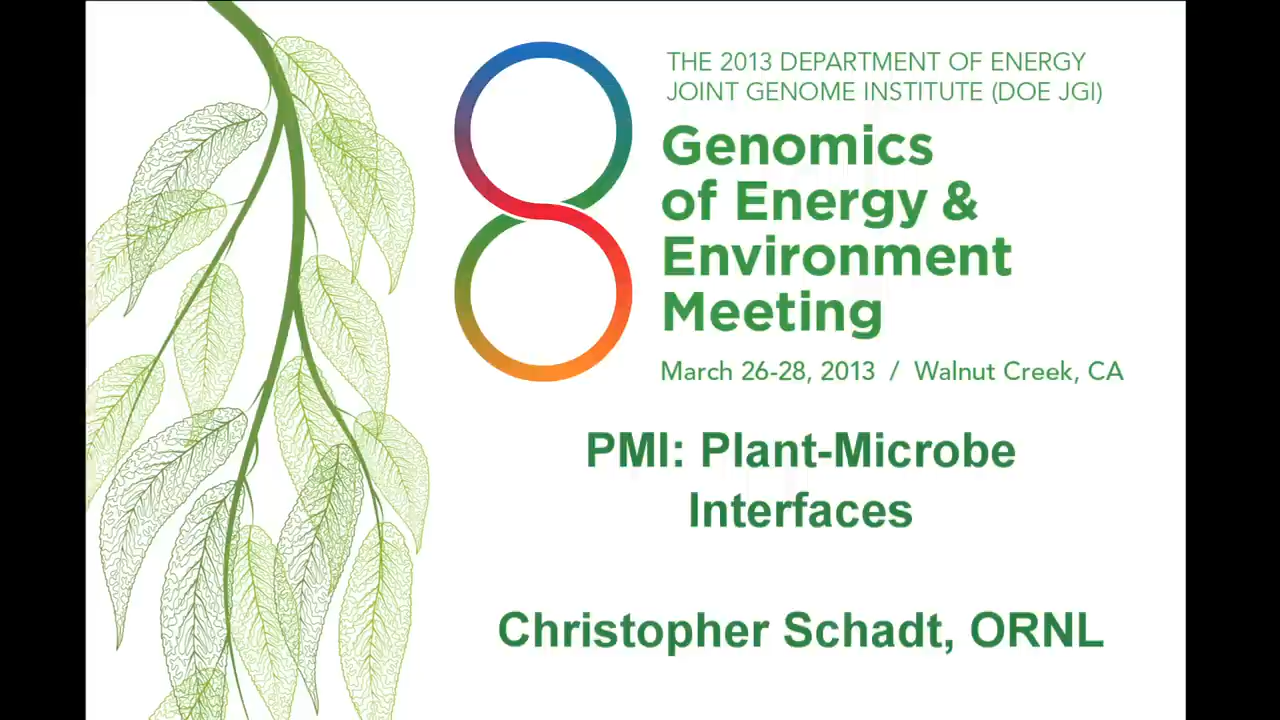 8
THE 2013 DEPARTMENT OF ENERGY
JOINT GENOME INSTITUTE (DOE JGI)
Genomics
of Energy &
Environment
Meeting
March 26-28, 2013 / Walnut Creek, CA
PMI: Plant-Microbe
Interfaces
Christopher Schadt, ORNL